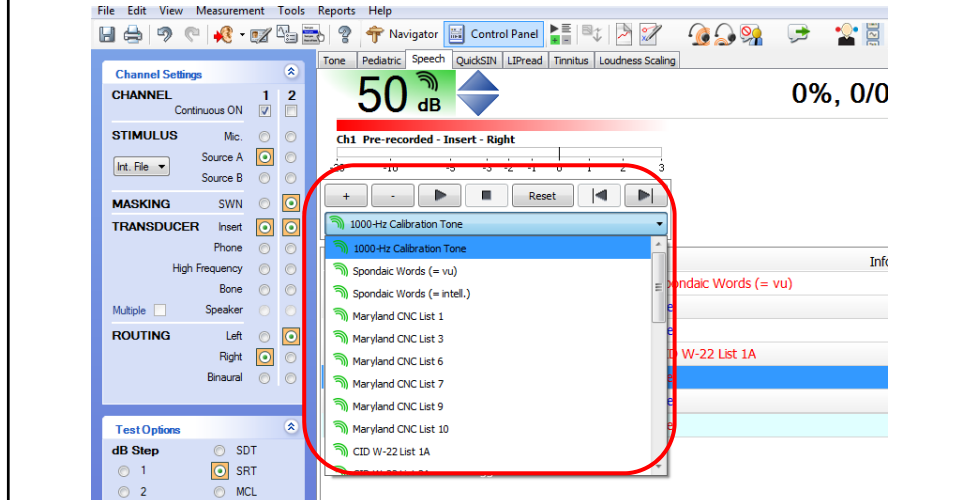 File Edit View Measurement Tools Reports Help
Navigator Control Panel
Tone Pediatric Speech QuickSIN LIPread Tinnitus Loudness Scaling
Channel Settings
CHANNEL 1 2
Continuous ON
STIMULUS Mic.
Int. File Source A
Source B
MASKING SWN
TRANSDUCER Insert
Phone
High Frequency
Bone
Multiple Speaker
ROUTING Left
Right
Binaural
Test Options
dB Step SDT
1 SRT
2 MCL
50 dB
0%, 0/0
Ch1 Pre-recorded - Insert - Right
-20 -10 -5 -3 -2 -1 0 1 2 3
+ - Reset
1000-Hz Calibration Tone
1000-Hz Calibration Tone
Spondaic Words (= vu)
Spondaic Words (= intell.)
Maryland CNC List 1
Maryland CNC List 3
Maryland CNC List 6
Maryland CNC List 7
Maryland CNC List 9
Maryland CNC List 10
CID W-22 List 1A
Info
Spondaic Words (= vu)
CID W-22 List 1A